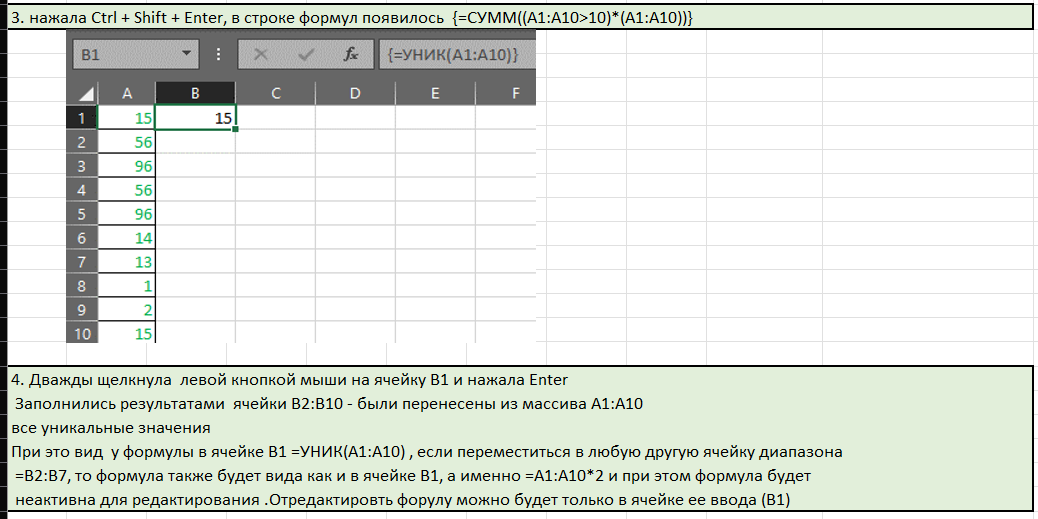 3. нажала Ctrl + Shift + Enter, в строке формул появилось {=СУММ((A1:A10>10)*(A1:A10))}
B1 fx {=УНИК(A1:A10)}
A B C D E F
1 15 15
2 56
3 96
4 56
5 96
6 14
7 13
8 1
9 2
10 15
4. Дважды щелкнула левой кнопкой мыши на ячейку B1 и нажала Enter
Заполнились результатами ячейки B2:B10 - были перенесены из массива A1:A10
все уникальные значения
При это вид у формулы в ячейке B1 =УНИК(A1:A10) , если переместиться в любую другую ячейку диапазона
=B2:B7, то формула также будет вида как и в ячейке B1, а именно =A1:A10*2 и при этом формула будет
неактивна для редактирования .Отредактировть форулу можно будет только в ячейке ее ввода (B1)